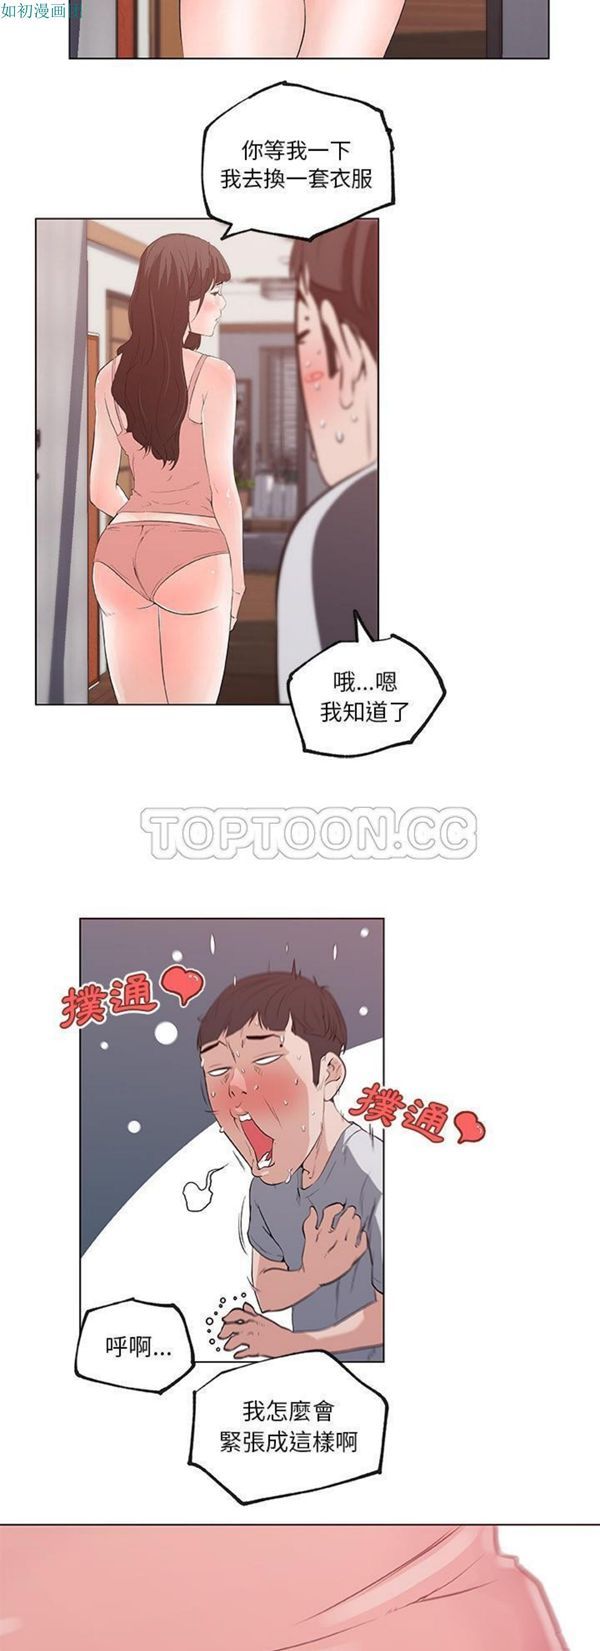 如初漫画社
你等我一下
我去換一套衣服
哦...嗯
我知道了
TOPTOON.CC
撲通
撲通
呼啊...
我怎麼會
緊張成這樣啊